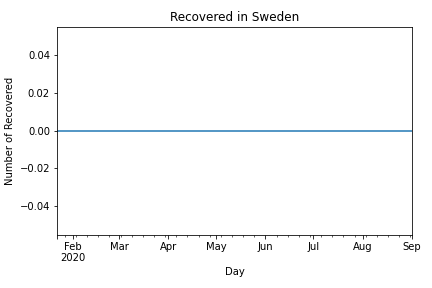 Recovered in Sweden
Number of Recovered
0.04
0.02
0.00
−0.02
−0.04
Feb Mar Apr May Jun Jul Aug Sep
2020
Day